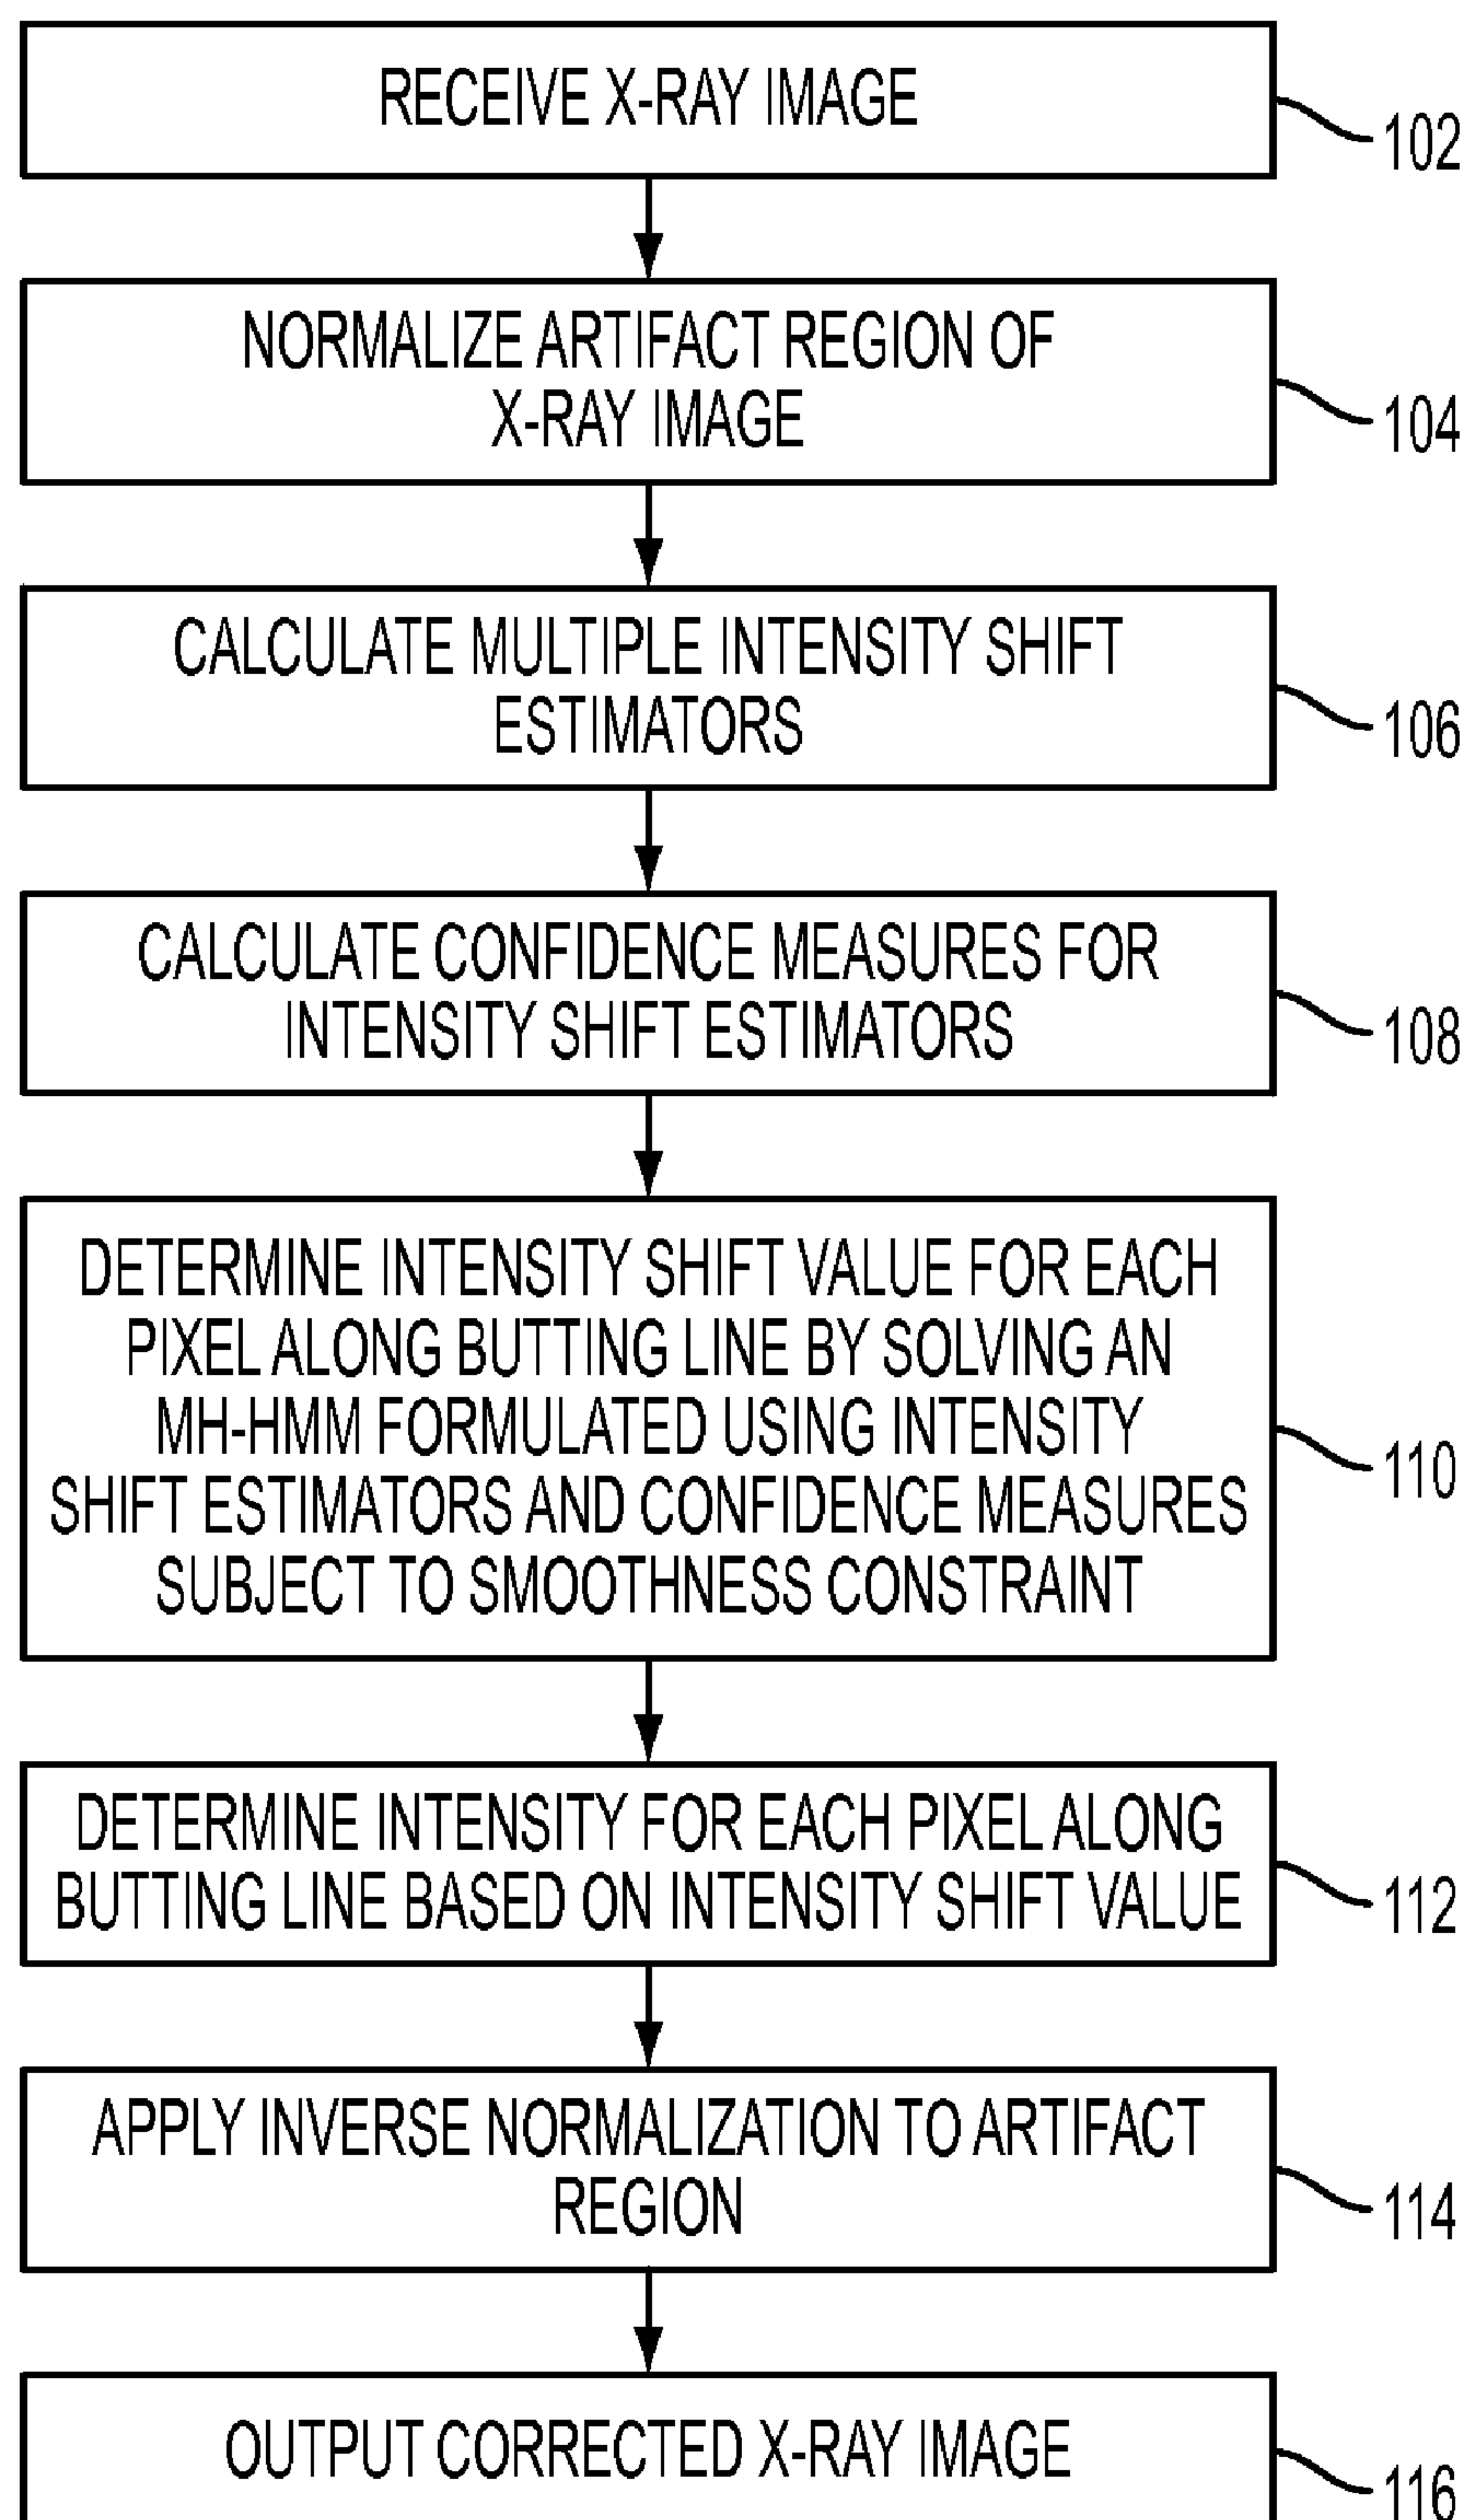 RECEIVE X-RAY IMAGE
102
NORMALIZE ARTIFACT REGION OF
X-RAY IMAGE
104
CALCULATE MULTIPLE INTENSITY SHIFT
ESTIMATORS
106
CALCULATE CONFIDENCE MEASURES FOR
INTENSITY SHIFT ESTIMATORS
108
DETERMINE INTENSITY SHIFT VALUE FOR EACH
PIXEL ALONG BUTTING LINE BY SOLVING AN
MH-HMM FORMULATED USING INTENSITY
SHIFT ESTIMATORS AND CONFIDENCE MEASURES
SUBJECT TO SMOOTHNESS CONSTRAINT
110
DETERMINE INTENSITY FOR EACH PIXEL ALONG
BUTTING LINE BASED ON INTENSITY SHIFT VALUE
112
APPLY INVERSE NORMALIZATION TO ARTIFACT
REGION
114
OUTPUT CORRECTED X-RAY IMAGE
116